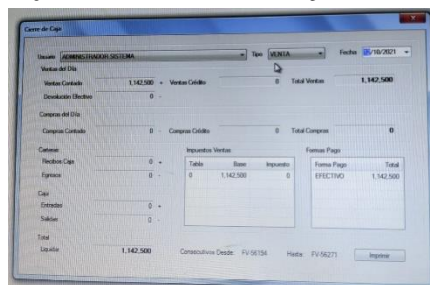 Cierre de Caja
Usuario ADMINISTRADOR SISTEMA Tipo VENTA Fecha /10/2021
Ventas del Día
Ventas Contado 1,142,500 + Ventas Crédito 0 Total Ventas 1,142,500
Devolución Efectivo 0 -
Compras del Día
Compras Contado 0 - Compras Crédito 0 Total Compras 0
Cartera Impuestos Ventas Formas Pago
Recibos Caja 0 + Tabla Base Impuesto Forma Pago Total
Egresos 0 - 0 1,142,500 0 EFECTIVO 1,142,500
Caja
Entradas 0 +
Salidas 0 -
Total
Liquido 1,142,500 Consecutivos Desde: FV-56194 Hasta: FV-56271 Imprimir